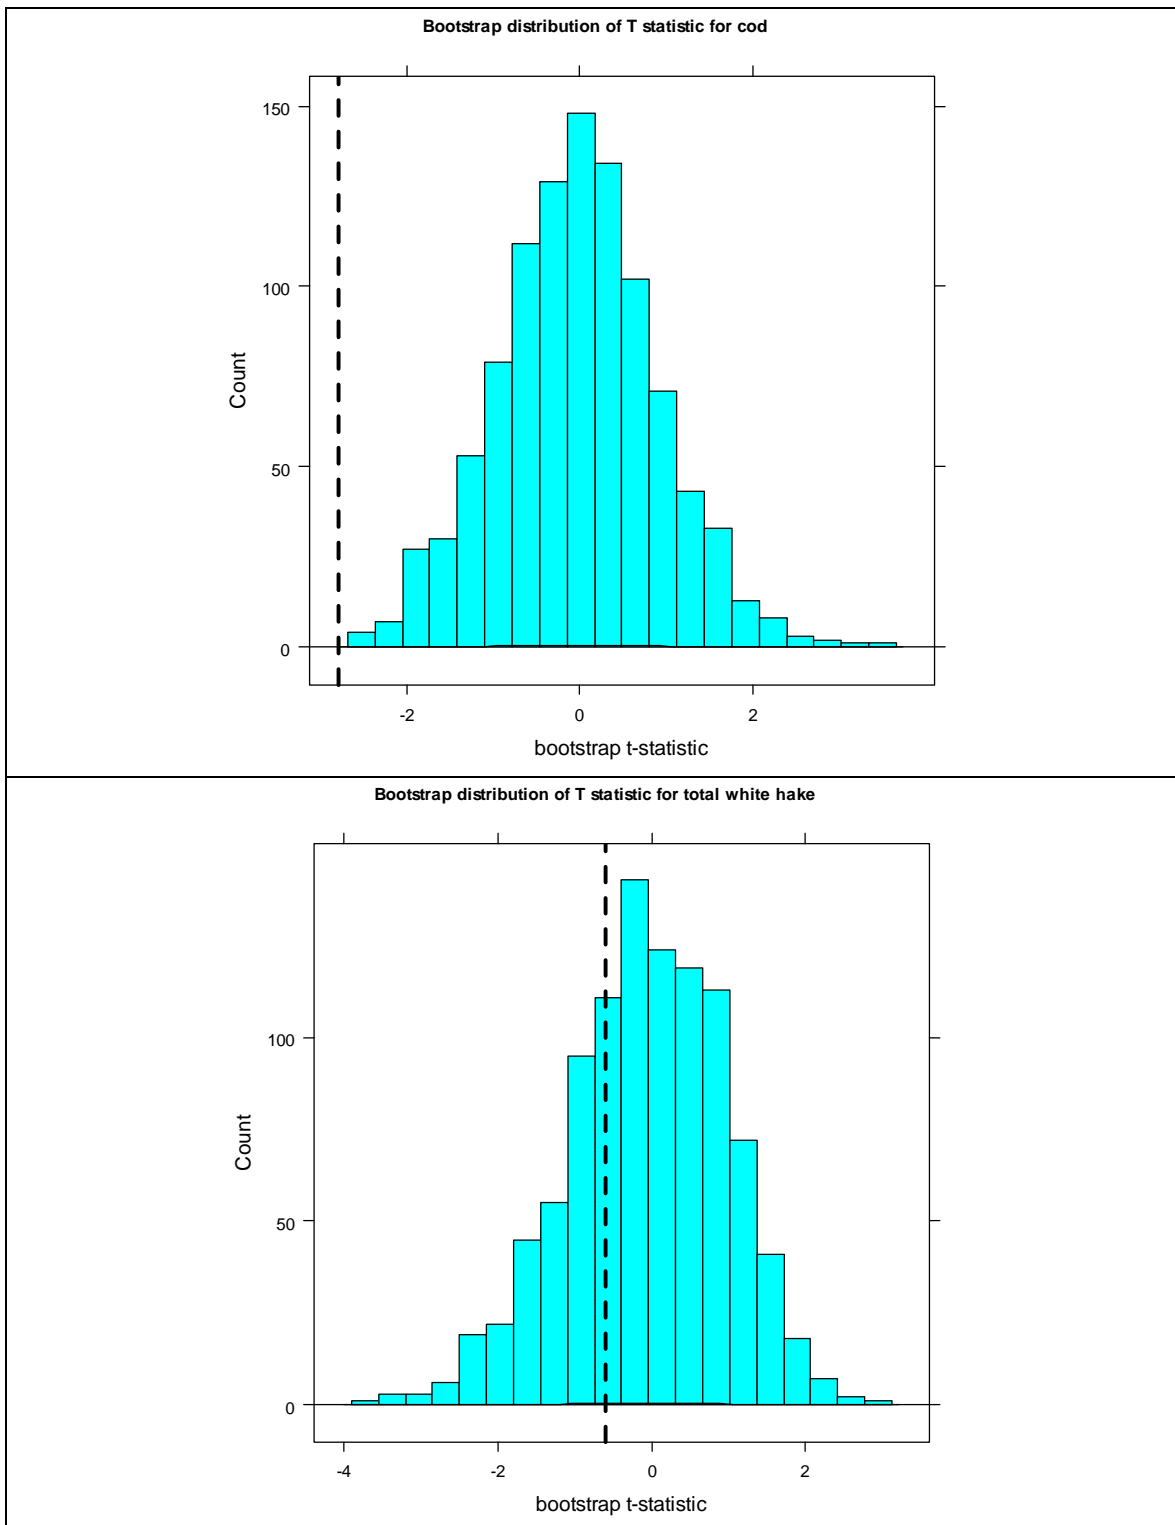 Bootstrap distribution of T statistic for cod
150
100
50
0
Count
-2 0 2
bootstrap t-statistic
Bootstrap distribution of T statistic for total white hake
100
50
0
Count
-4 -2 0 2
bootstrap t-statistic